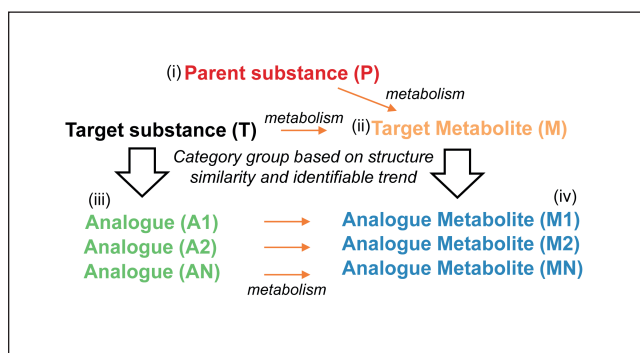 (i) Parent substance (P)
metabolism
metabolism
Target substance (T)
(ii) Target Metabolite (M)
Category group based on structure
similarity and identifiable trend
(iii)
(iv)
Analogue (A1)
Analogue Metabolite (M1)
Analogue (A2)
Analogue Metabolite (M2)
Analogue (AN)
Analogue Metabolite (MN)
metabolism